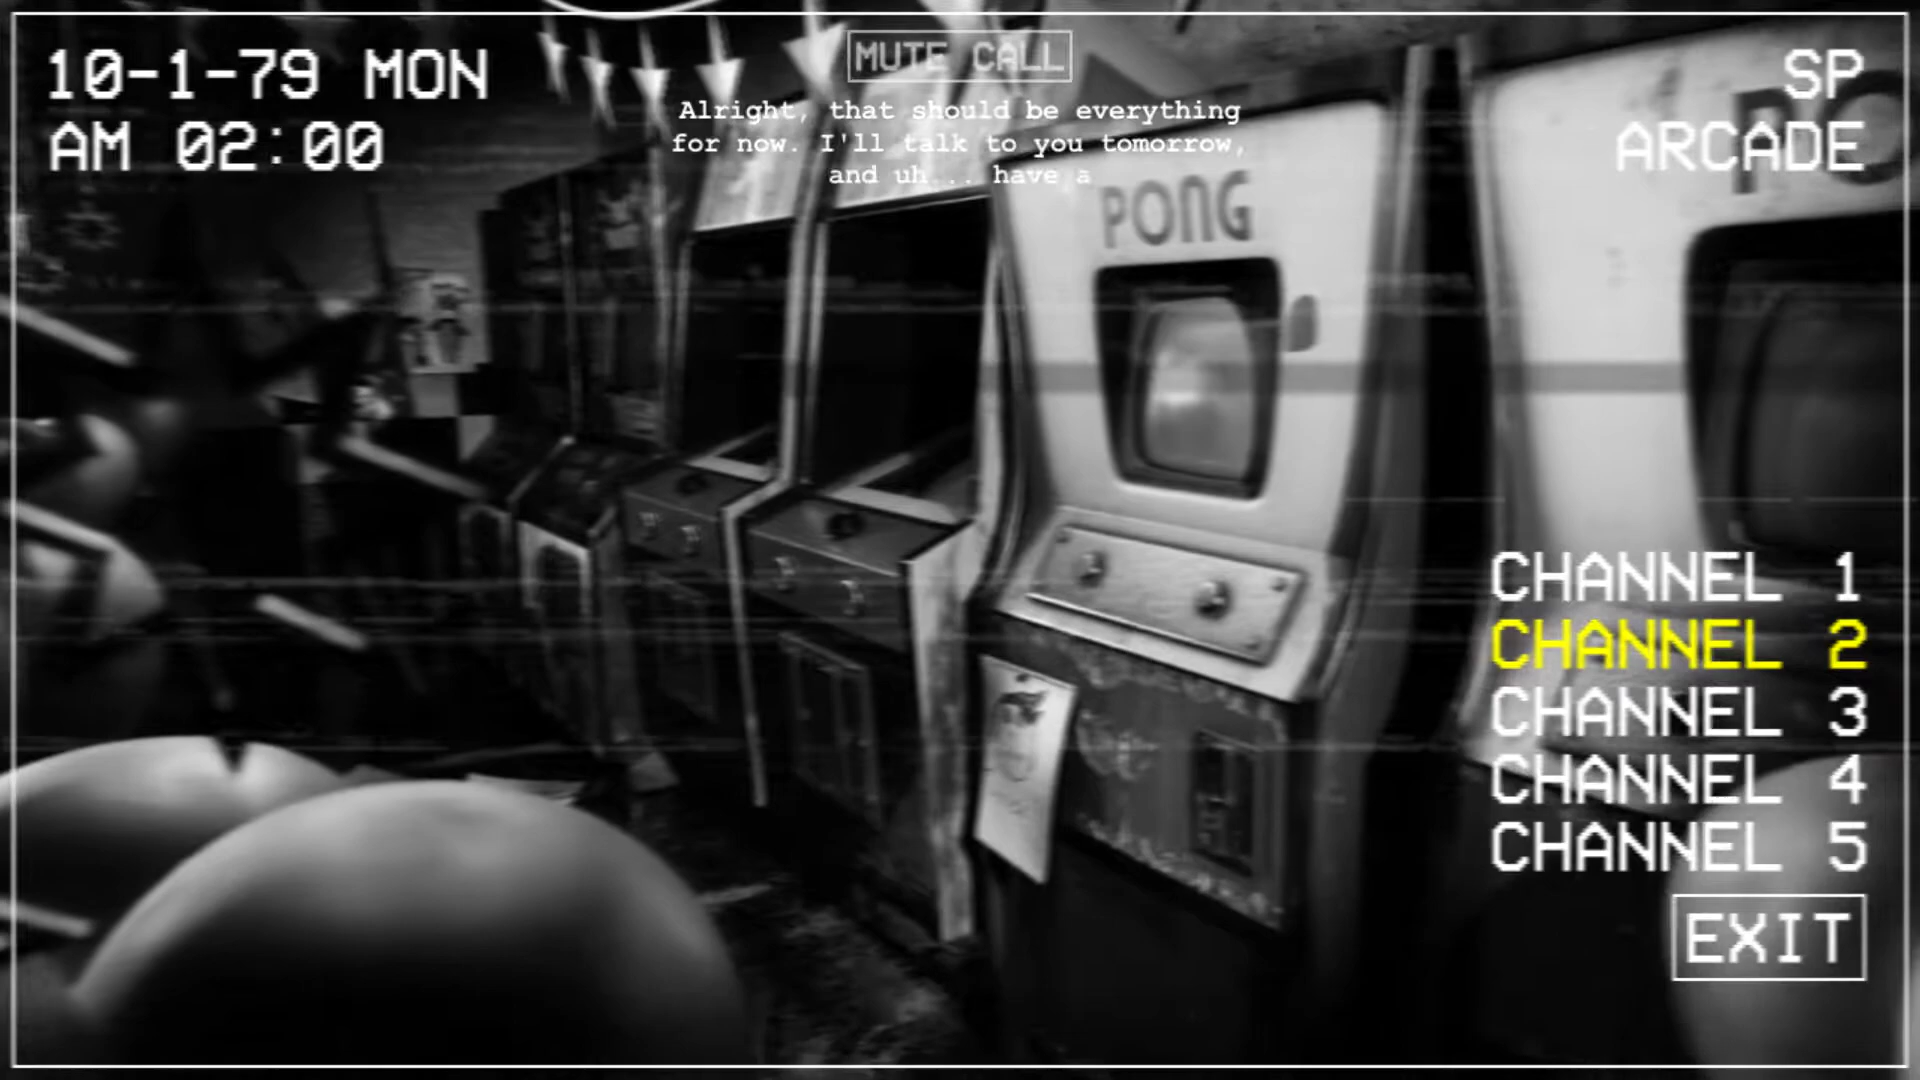 10-1-79 MON
AM 02:00
MUTE CALL
Alright, that should be everything
for now. I'll talk to you tomorrow,
and uh... have a
SP
ARCADE
PONG
PO
CHANNEL 1
CHANNEL 2
CHANNEL 3
CHANNEL 4
CHANNEL 5
EXIT